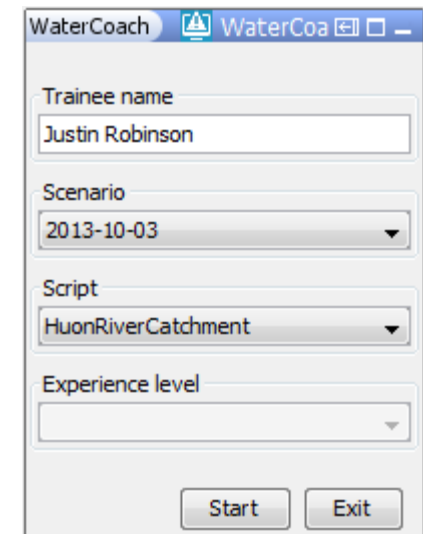 WaterCoach WaterCoa
Trainee name
Justin Robinson
Scenario
2013-10-03
Script
HuonRiverCatchment
Experience level
Start Exit